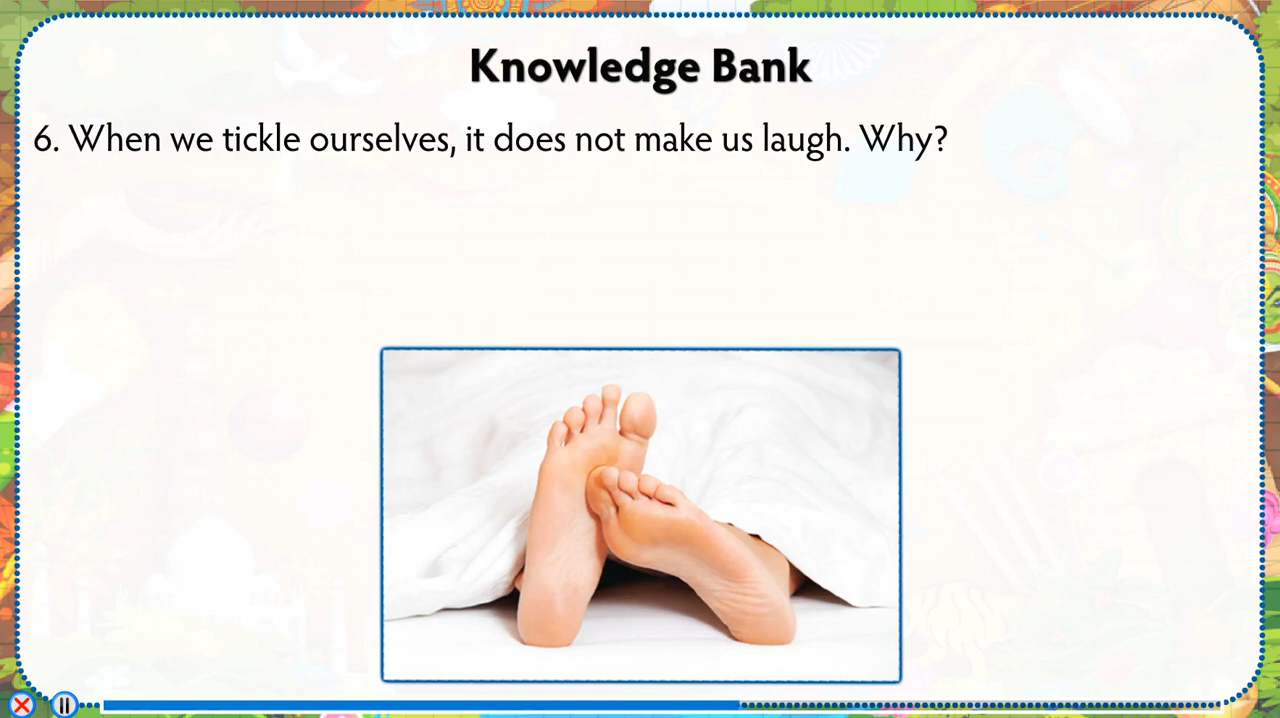 Knowledge Bank
6. When we tickle ourselves, it does not make us laugh. Why?